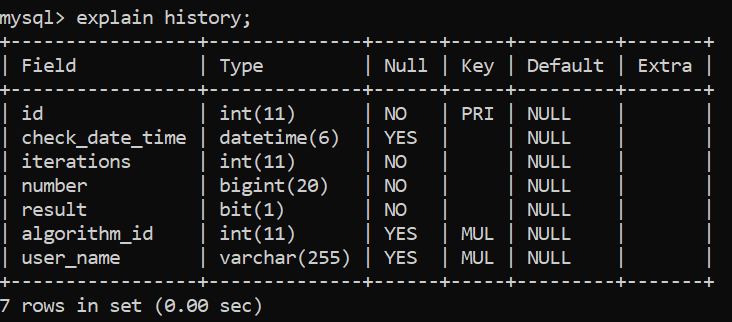 mysql> explain history;
+-----------------+--------------+------+-----+---------+-------+
| Field           | Type         | Null | Key | Default | Extra |
+-----------------+--------------+------+-----+---------+-------+
| id              | int(11)      | NO   | PRI | NULL    |       |
| check_date_time | datetime(6)  | YES  |     | NULL    |       |
| iterations      | int(11)      | NO   |     | NULL    |       |
| number          | bigint(20)   | NO   |     | NULL    |       |
| result          | bit(1)       | NO   |     | NULL    |       |
| algorithm_id    | int(11)      | YES  | MUL | NULL    |       |
| user_name       | varchar(255) | YES  | MUL | NULL    |       |
+-----------------+--------------+------+-----+---------+-------+
7 rows in set (0.00 sec)